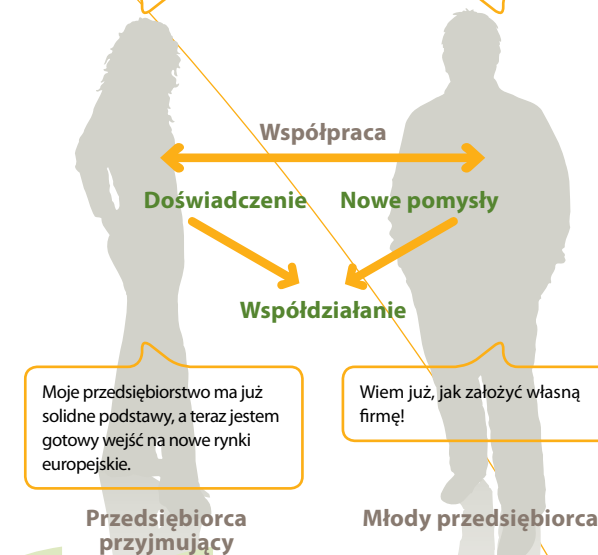 Współpraca
Doświadczenie
Nowe pomysły
Współdziałanie
Moje przedsiębiorstwo ma już
solidne podstawy, a teraz jestem
gotowy wejść na nowe rynki
europejskie.
Wiem już, jak założyć własną
firmę!
Przedsiębiorca
przyjmujący
Młody przedsiębiorca